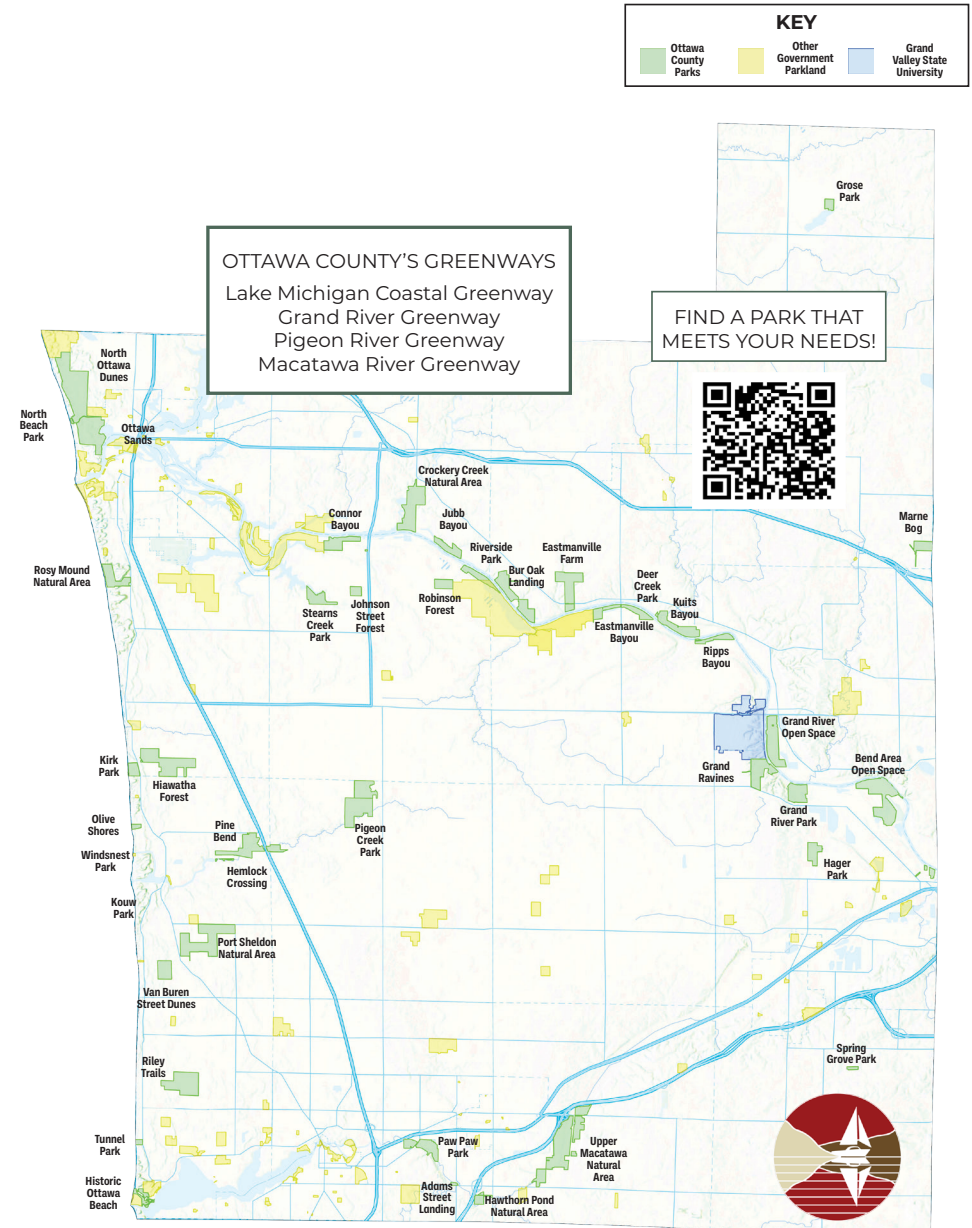 KEY
Ottawa
County
Parks
Other
Government
Parkland
Grand
Valley State
University
Grose
Park
OTTAWA COUNTY'S GREENWAYS
Lake Michigan Coastal Greenway
Grand River Greenway
Pigeon River Greenway
Macatawa River Greenway
FIND A PARK THAT
MEETS YOUR NEEDS!
North
Ottawa
Dunes
North
Beach
Park
Ottawa
Sands
Crockery Creek
Natural Area
Connor
Bayou
Jubb
Bayou
Marne
Bog
Riverside
Park
Eastmanville
Farm
Bur Oak
Landing
Rosy Mound
Natural Area
Deer
Creek
Park
Robinson
Forest
Kuits
Bayou
Johnson
Street
Forest
Stearns
Creek
Park
Eastmanville
Bayou
Ripps
Bayou
Grand River
Open Space
Kirk
Park
Hiawatha
Forest
Grand
Ravines
Bend Area
Open Space
Grand
River Park
Olive
Shores
Pine
Bend
Pigeon
Creek
Park
Windsnest
Park
Hemlock
Crossing
Hager
Park
Kouw
Park
Port Sheldon
Natural Area
Van Buren
Street Dunes
Spring
Grove Park
Riley
Trails
Tunnel
Park
Paw Paw
Park
Upper
Macatawa
Natural
Area
Historic
Ottawa
Beach
Adams
Street
Landing
Hawthorn Pond
Natural Area